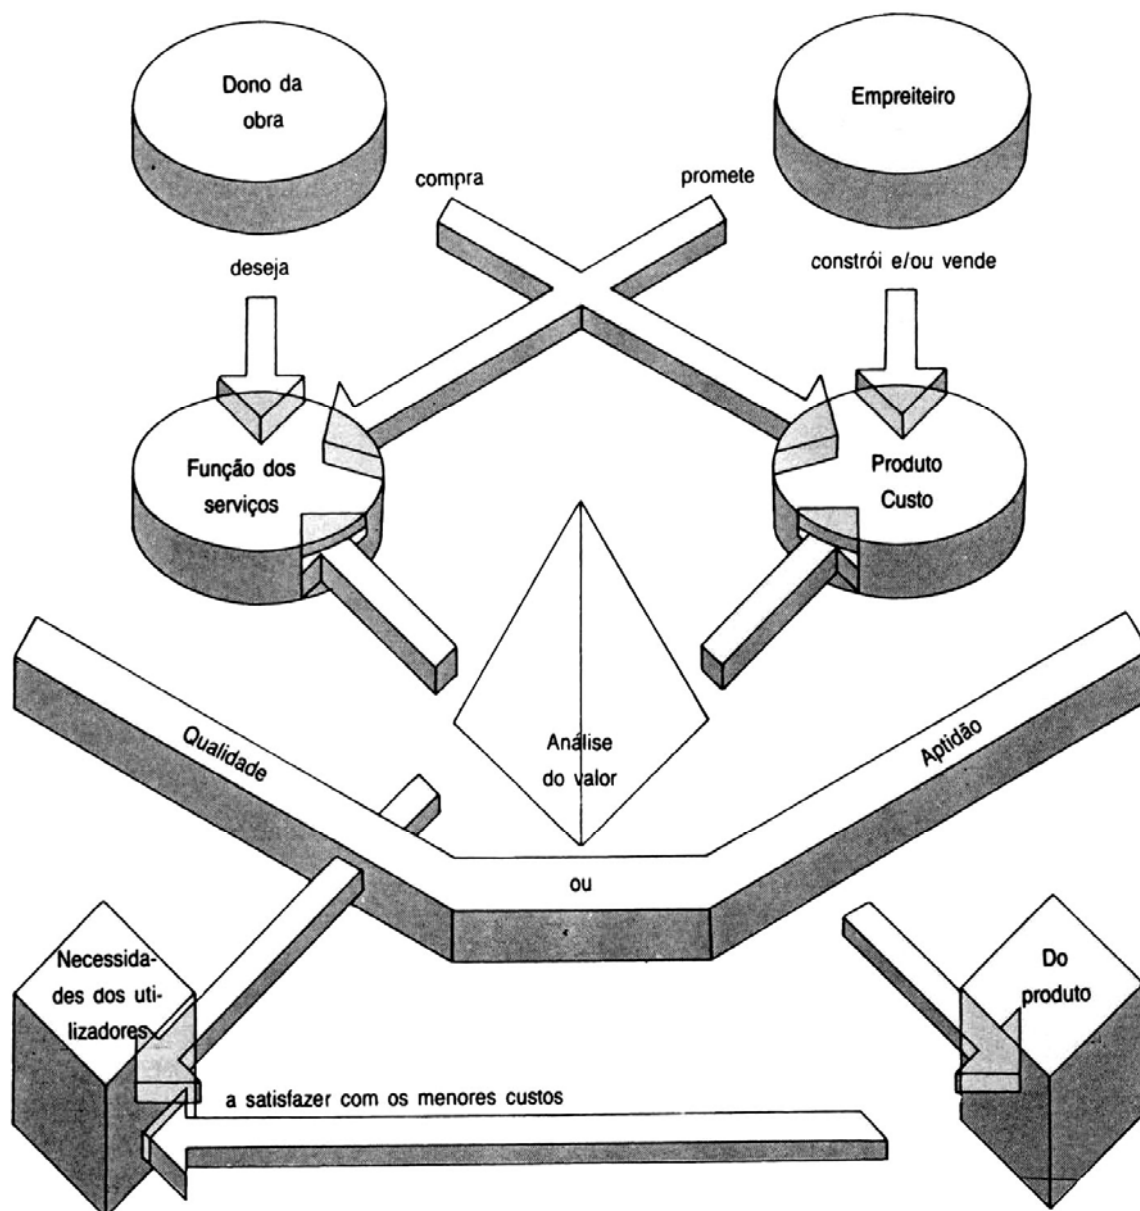 Dono da
obra
Empreiteiro
compra
promete
deseja
constrói e/ou vende
Função dos
serviços
Produto
Custo
Qualidade
Análise
do valor
Aptidão
ou
Necessida-
des dos uti-
lizadores
Do
produto
a satisfazer com os menores custos